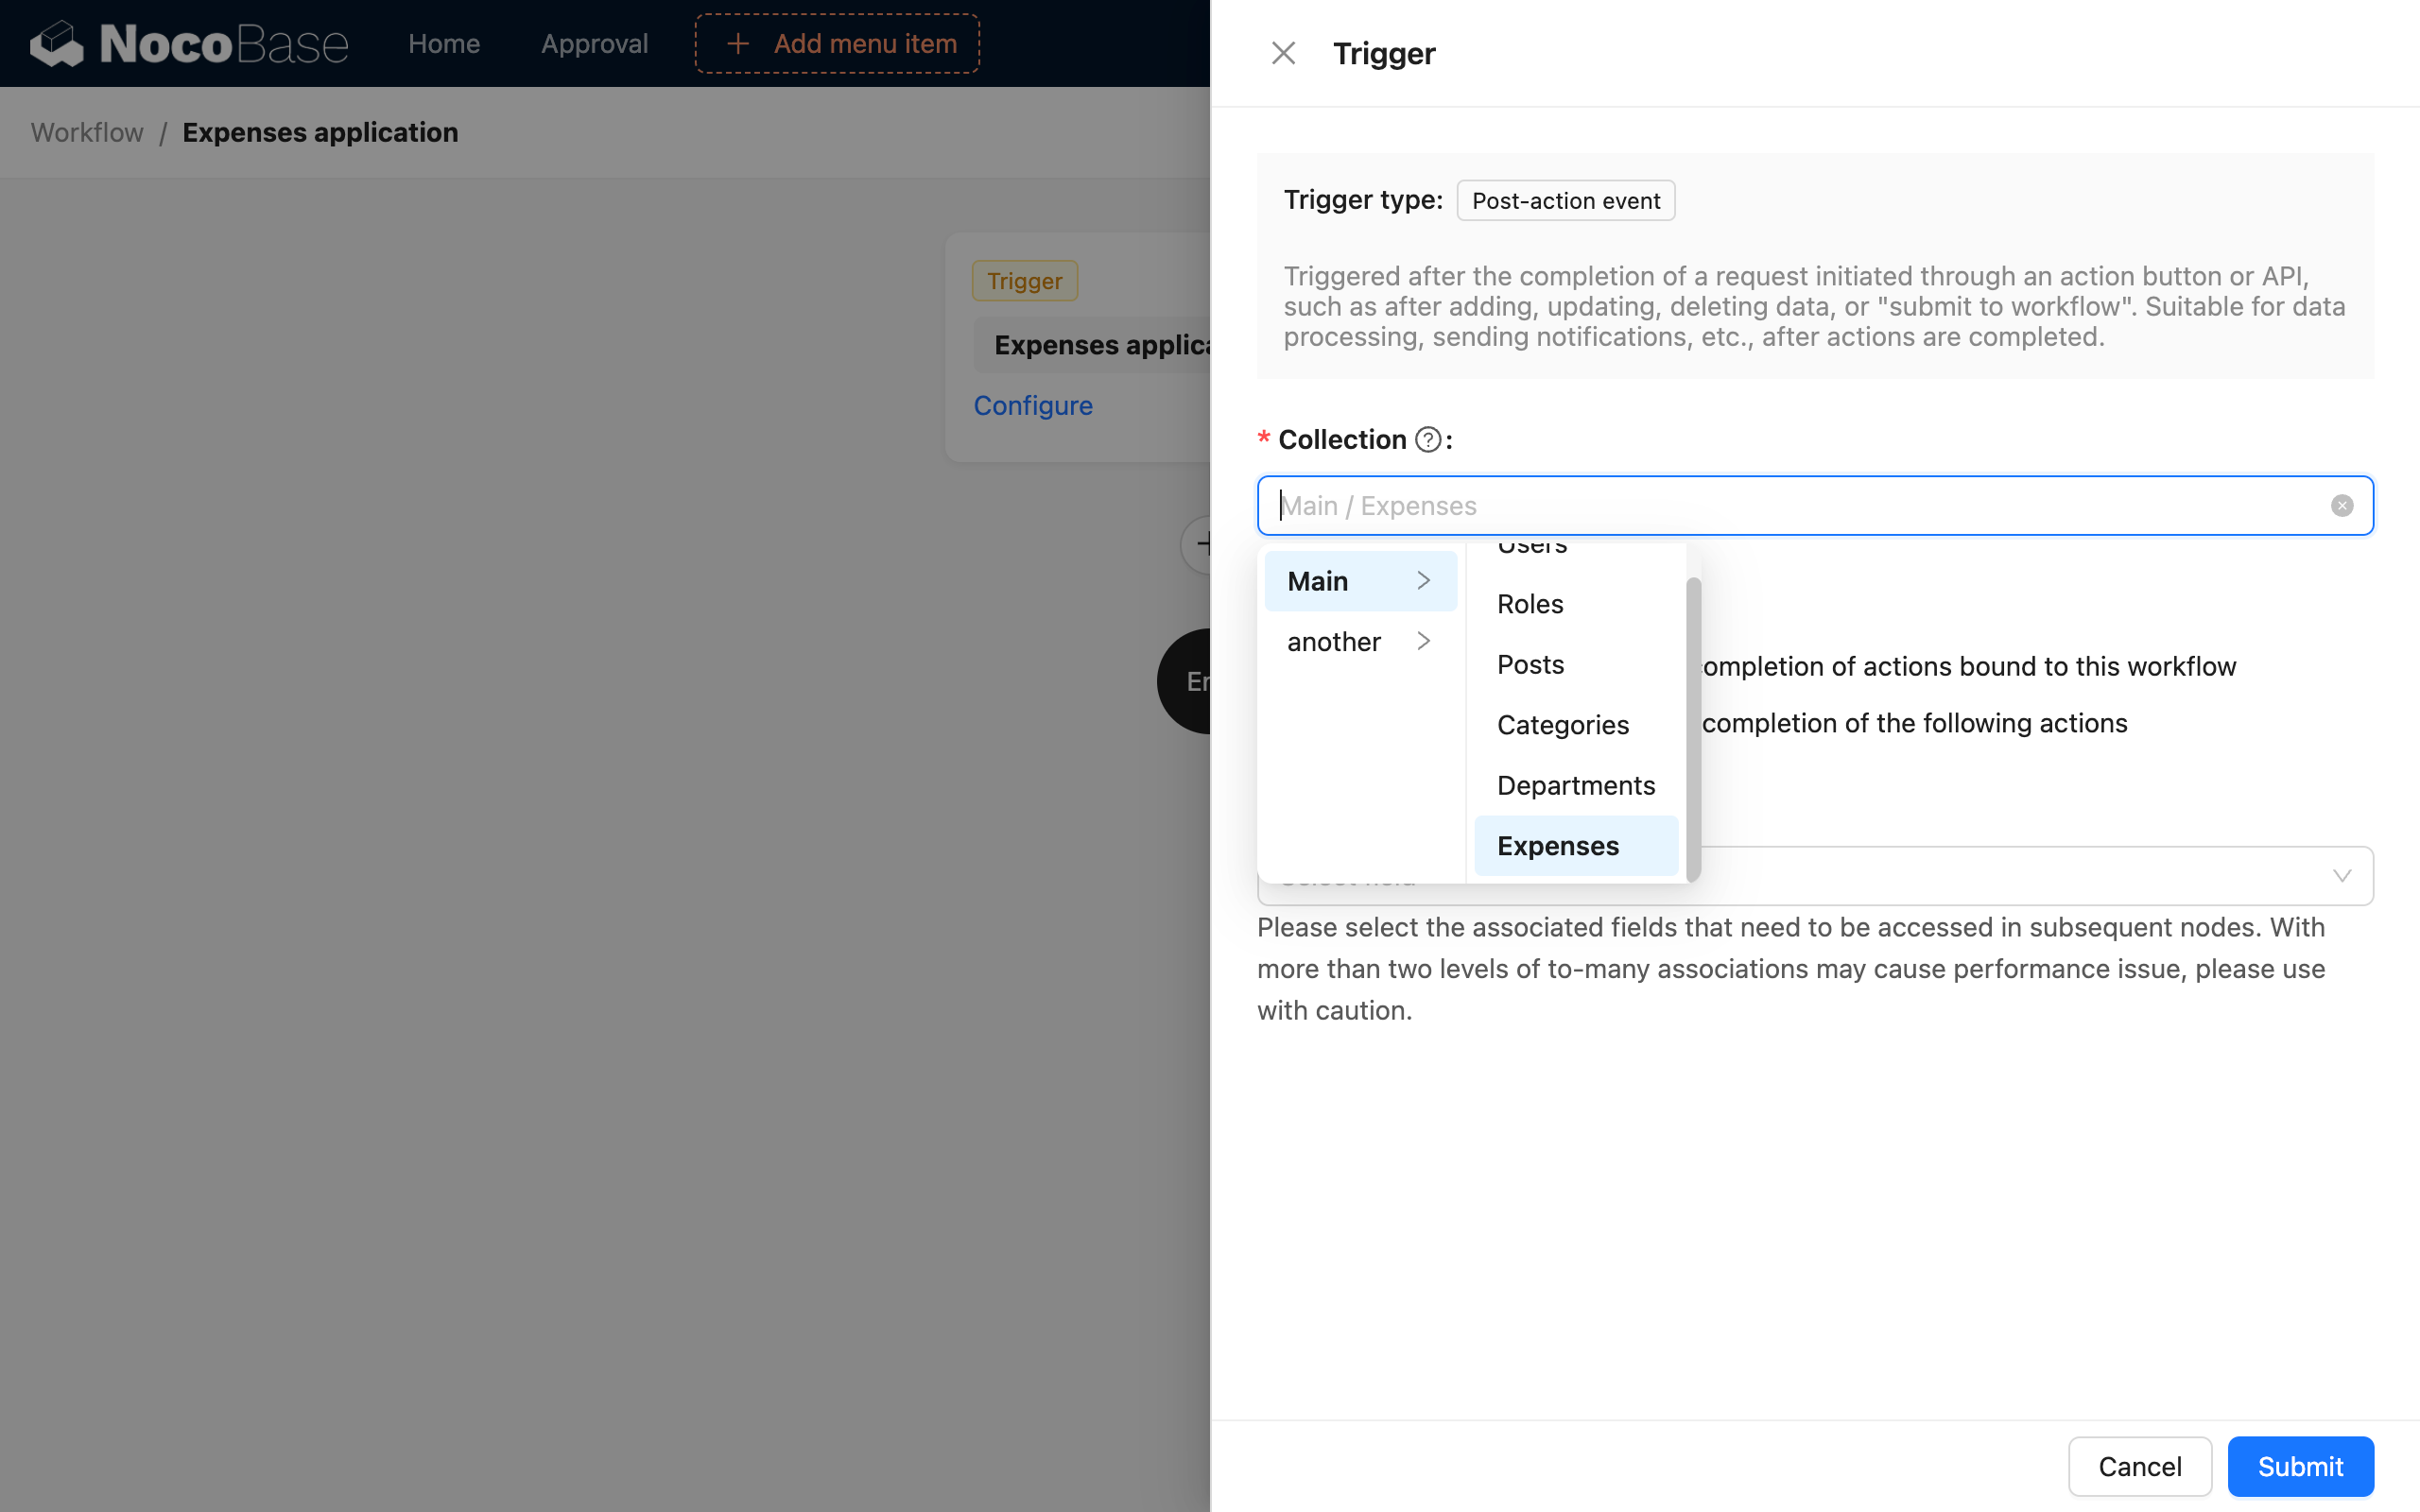 NocoBase
Home
Approval
+ Add menu item
Workflow / Expenses application
Trigger
Expenses applic
Configure
Trigger
Trigger type: Post-action event
Triggered after the completion of a request initiated through an action button or API,
such as after adding, updating, deleting data, or "submit to workflow". Suitable for data
processing, sending notifications, etc., after actions are completed.
* Collection ?:
Main / Expenses
Main
another
Users
Roles
Posts
Categories
Departments
Expenses
completion of actions bound to this workflow
completion of the following actions
Please select the associated fields that need to be accessed in subsequent nodes. With
more than two levels of to-many associations may cause performance issue, please use
with caution.
Cancel
Submit